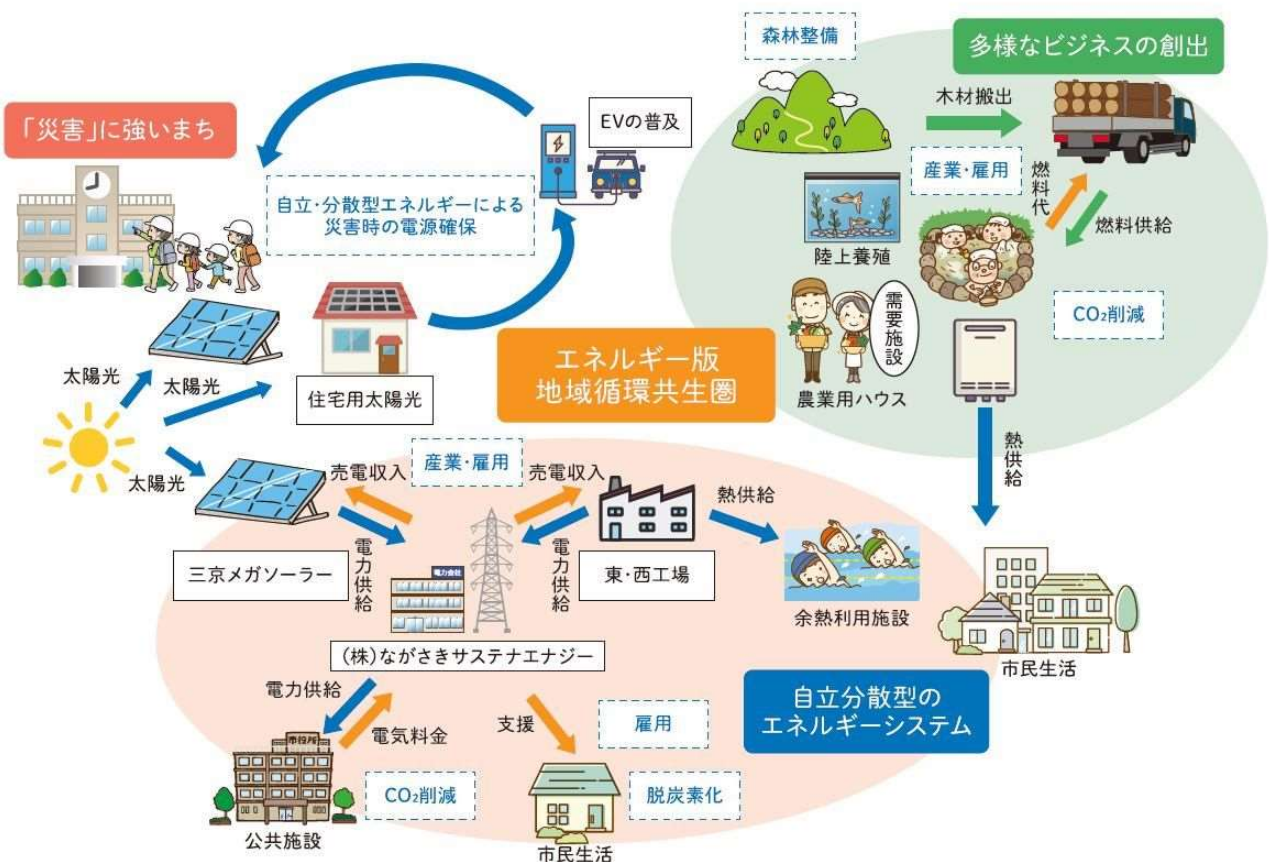 森林整備
多様なビジネスの創出
木材搬出
EVの普及
「災害」に強いまち
産業・雇用
燃料代
燃料供給
自立・分散型エネルギーによる
災害時の電源確保
陸上養殖
需要施設
CO₂削減
農業用ハウス
エネルギー版
地域循環共生圏
太陽光
太陽光
住宅用太陽光
熱供給
太陽光
売電収入
産業・雇用
売電収入
熱供給
三京メガソーラー
電力供給
電力会社
電力供給
東・西工場
余熱利用施設
(株)ながさきサステナエナジー
市民生活
電力供給
電気料金
支援
雇用
自立分散型の
エネルギーシステム
市役所
CO₂削減
脱炭素化
公共施設
市民生活